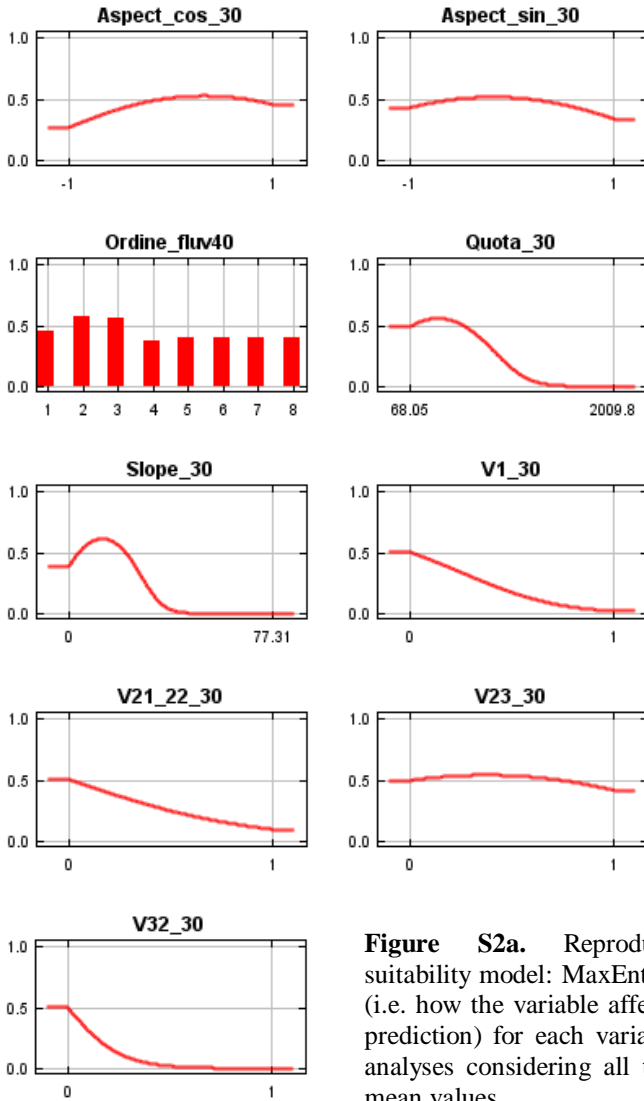 Aspect_cos_30
1.0
0.5
0.0
-1 1
Aspect_sin_30
1.0
0.5
0.0
-1 1
Ordine_fluv40
1.0
0.5
0.0
1 2 3 4 5 6 7 8
Quota_30
1.0
0.5
0.0
68.05 2009.8
Slope_30
1.0
0.5
0.0
0 77.31
V1_30
1.0
0.5
0.0
0 1
V21_22_30
1.0
0.5
0.0
0 1
V23_30
1.0
0.5
0.0
0 1
V32_30
1.0
0.5
0.0
0 1
Figure S2a.
suitability model: MaxEnt
(i.e. how the variable
prediction) for each
analyses considering all
mean values